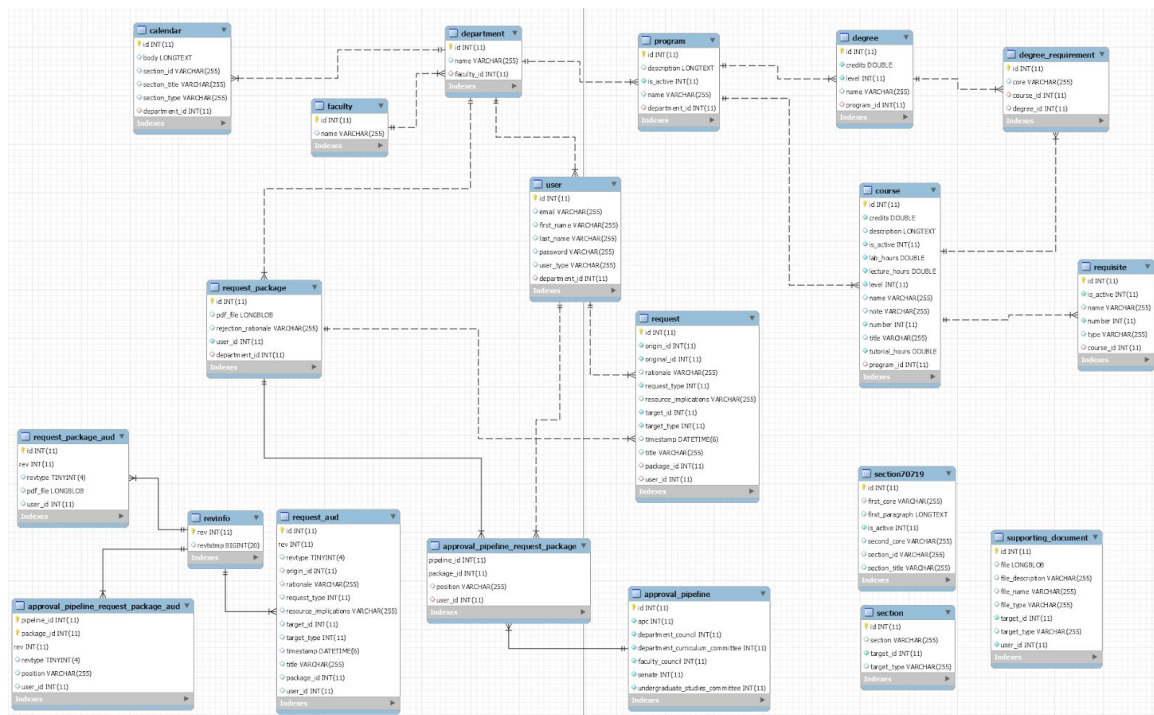 calendar
id INT(11)
body LONGTEXT
section_id VARCHAR(255)
section_title VARCHAR(255)
section_type VARCHAR(255)
department_id INT(11)
Indexes
department
id INT(11)
name VARCHAR(255)
faculty_id INT(11)
Indexes
faculty
id INT(11)
name VARCHAR(255)
Indexes
program
id INT(11)
description LONGTEXT
is_active INT(11)
name VARCHAR(255)
department_id INT(11)
Indexes
degree
id INT(11)
credits DOUBLE
level INT(11)
name VARCHAR(255)
program_id INT(11)
Indexes
degree_requirement
id INT(11)
core VARCHAR(255)
course_id INT(11)
degree_id INT(11)
Indexes
user
id INT(11)
email VARCHAR(255)
first_name VARCHAR(255)
last_name VARCHAR(255)
password VARCHAR(255)
user_type VARCHAR(255)
department_id INT(11)
Indexes
course
id INT(11)
credits DOUBLE
description LONGTEXT
is_active INT(11)
lab_hours DOUBLE
lecture_hours DOUBLE
level INT(11)
name VARCHAR(255)
note VARCHAR(255)
number INT(11)
title VARCHAR(255)
tutorial_hours DOUBLE
program_id INT(11)
Indexes
requisite
id INT(11)
is_active INT(11)
name VARCHAR(255)
number INT(11)
type VARCHAR(255)
course_id INT(11)
Indexes
request_package
id INT(11)
pdf_file LONGBLOB
rejection_rationale VARCHAR(255)
user_id INT(11)
department_id INT(11)
Indexes
request
id INT(11)
origin_id INT(11)
original_id INT(11)
rationale VARCHAR(255)
request_type INT(11)
resource_implications VARCHAR(255)
target_id INT(11)
target_type INT(11)
timestamp DATETIME(6)
title VARCHAR(255)
package_id INT(11)
user_id INT(11)
Indexes
request_package_aud
id INT(11)
rev INT(11)
revtype TINYINT(4)
pdf_file LONGBLOB
user_id INT(11)
Indexes
revinfo
rev INT(11)
revtstmp BIGINT(20)
Indexes
request_aud
id INT(11)
rev INT(11)
revtype TINYINT(4)
origin_id INT(11)
rationale VARCHAR(255)
request_type INT(11)
resource_implications VARCHAR(255)
target_id INT(11)
target_type INT(11)
timestamp DATETIME(6)
title VARCHAR(255)
package_id INT(11)
user_id INT(11)
Indexes
approval_pipeline_request_package
pipeline_id INT(11)
package_id INT(11)
position VARCHAR(255)
user_id INT(11)
Indexes
section70719
id INT(11)
first_core VARCHAR(255)
first_paragraph LONGTEXT
is_active INT(11)
second_core VARCHAR(255)
section_id VARCHAR(255)
section_title VARCHAR(255)
Indexes
supporting_document
id INT(11)
file LONGBLOB
file_description VARCHAR(255)
file_name VARCHAR(255)
file_type VARCHAR(255)
target_id INT(11)
target_type VARCHAR(255)
user_id INT(11)
Indexes
approval_pipeline_request_package_aud
pipeline_id INT(11)
package_id INT(11)
rev INT(11)
revtype TINYINT(4)
position VARCHAR(255)
user_id INT(11)
Indexes
approval_pipeline
id INT(11)
apc INT(11)
department_council INT(11)
department_curriculum_committee INT(11)
faculty_council INT(11)
senate INT(11)
undergraduate_studies_committee INT(11)
Indexes
section
id INT(11)
section VARCHAR(255)
target_id INT(11)
target_type VARCHAR(255)
Indexes